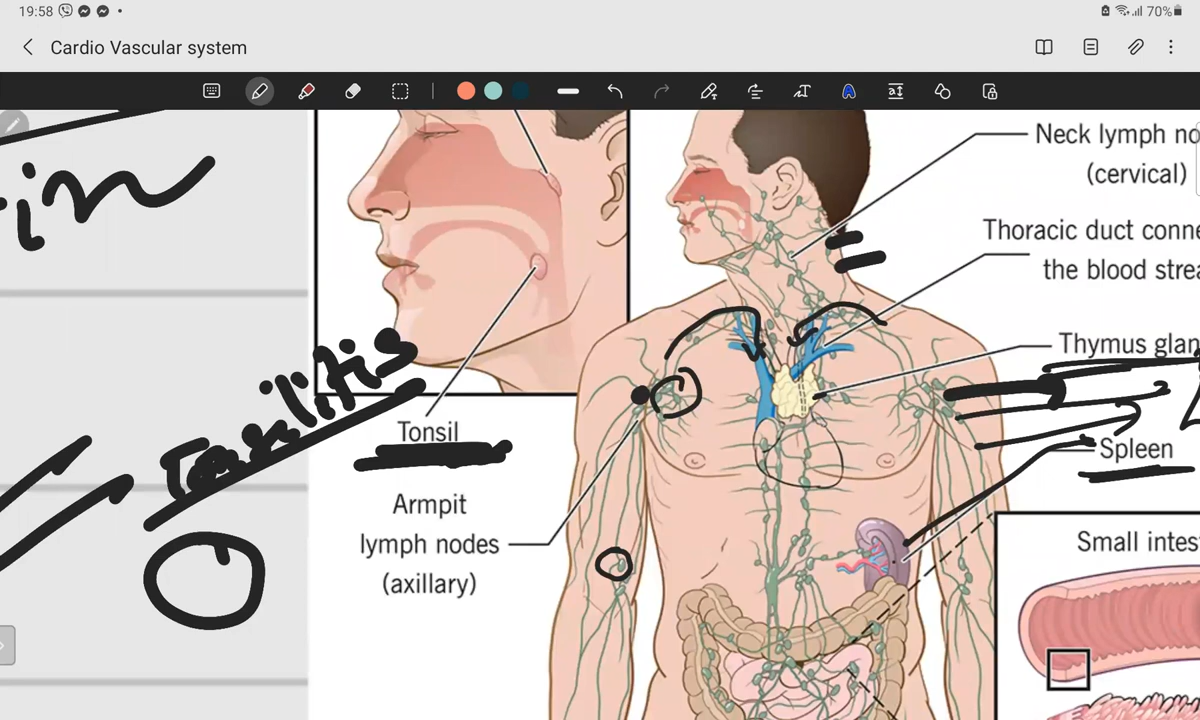 19:58
70%
Cardio Vascular system
Neck lymph no
(cervical)
Thoracic duct conne
the blood strea
Thymus glan
Tonsil
Spleen
Armpit
lymph nodes
(axillary)
Small intes
in
Tonsilitis